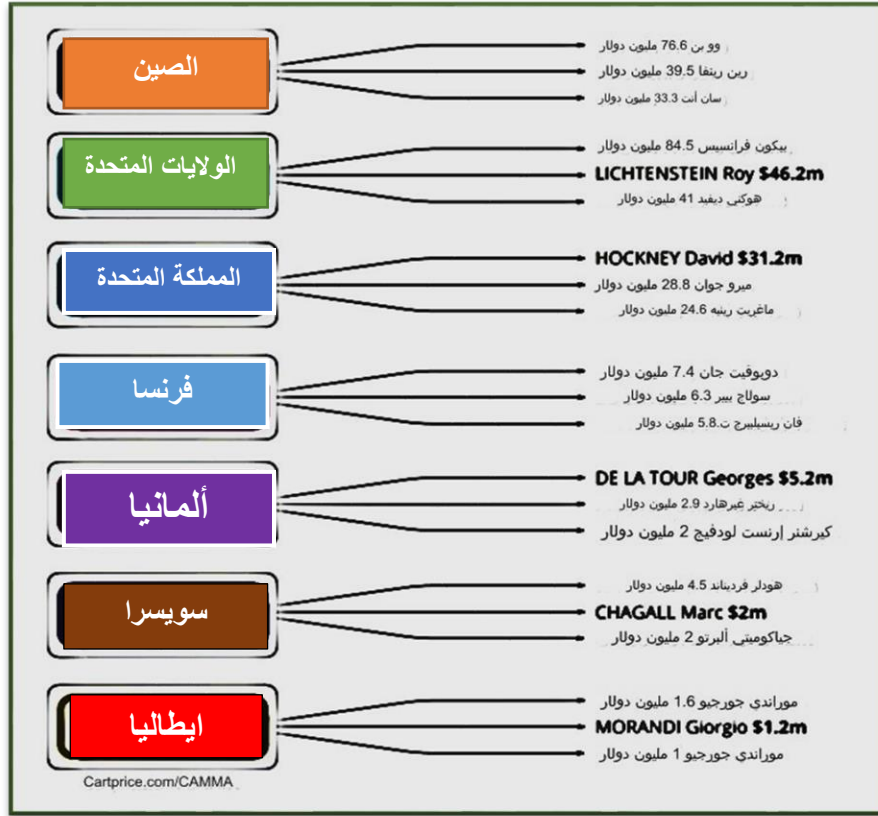 الصين
وو بن 76.6 مليون دولار
رين رينفا 39.5 مليون دولار
سان أنت 33.3 مليون دولار
الولايات المتحدة
بيكون فرانسيس 84.5 مليون دولار
LICHTENSTEIN Roy $46.2m
هوكني ديفيد 41 مليون دولار
المملكة المتحدة
HOCKNEY David $31.2m
ميرو جوان 28.8 مليون دولار
ماغريت رينيه 24.6 مليون دولار
فرنسا
دوبوفيت جان 7.4 مليون دولار
سولاج بيير 6.3 مليون دولار
فان ريسيلبيرج ت.5.8 مليون دولار
ألمانيا
DE LA TOUR Georges $5.2m
ريختر غيرهارد 2.9 مليون دولار
كيرشنر إرنست لودفيج 2 مليون دولار
سويسرا
هودلر فرديناند 4.5 مليون دولار
CHAGALL Marc $2m
جياكوميتي ألبرتو 2 مليون دولار
ايطاليا
موراندي جورجيو 1.6 مليون دولار
MORANDI Giorgio $1.2m
موراندي جورجيو 1 مليون دولار
Cartprice.com/CAMMA